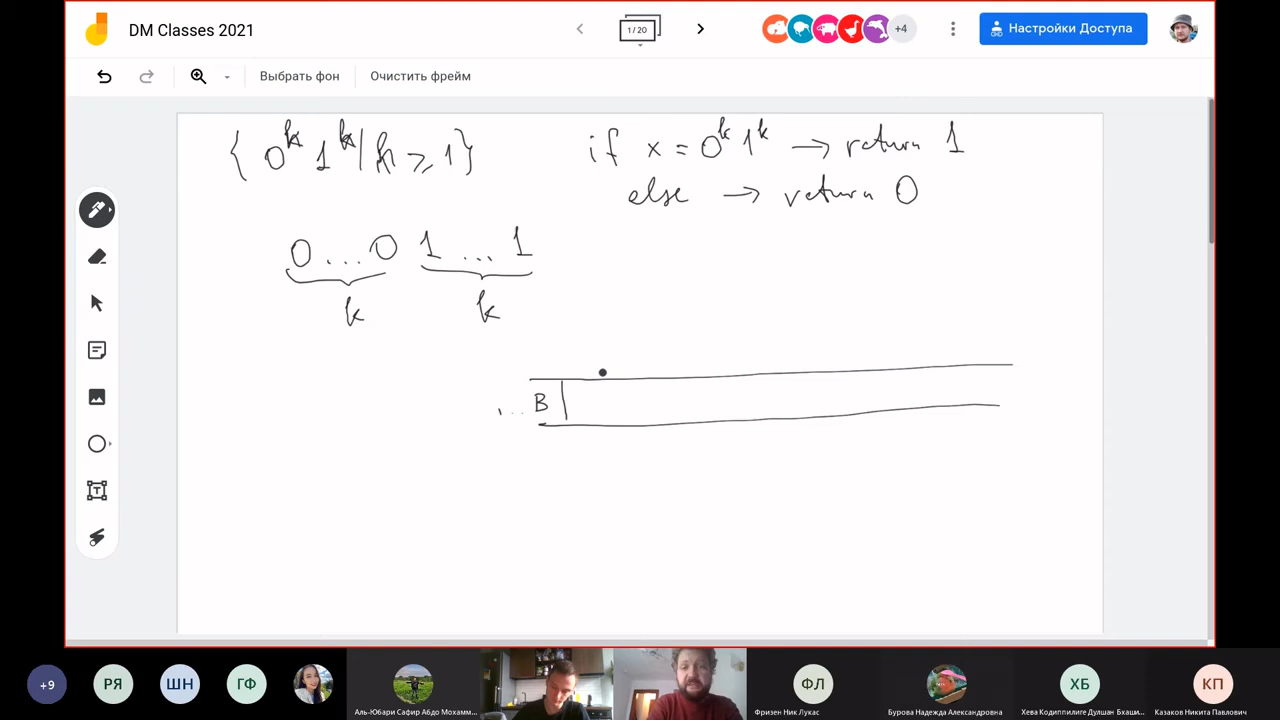 DM Classes 2021
1/20
+4
Настройки Доступа
Выбрать фон
Очистить фрейм
{ 0^k 1^k | k ⩾ 1 }
if x = 0^k 1^k → return 1
else → return 0
0 ... 0 1 ... 1
k k
... B
+9
РЯ
ШН
ГФ
ФЛ
ХБ
КП
Аль-Юбари Сафир Абдо Мохамм...
Фризен Ник Лукас
Бурова Надежда Александровна
Хева Кодиппилиге Дулшан Бхаши...
Казаков Никита Павлович